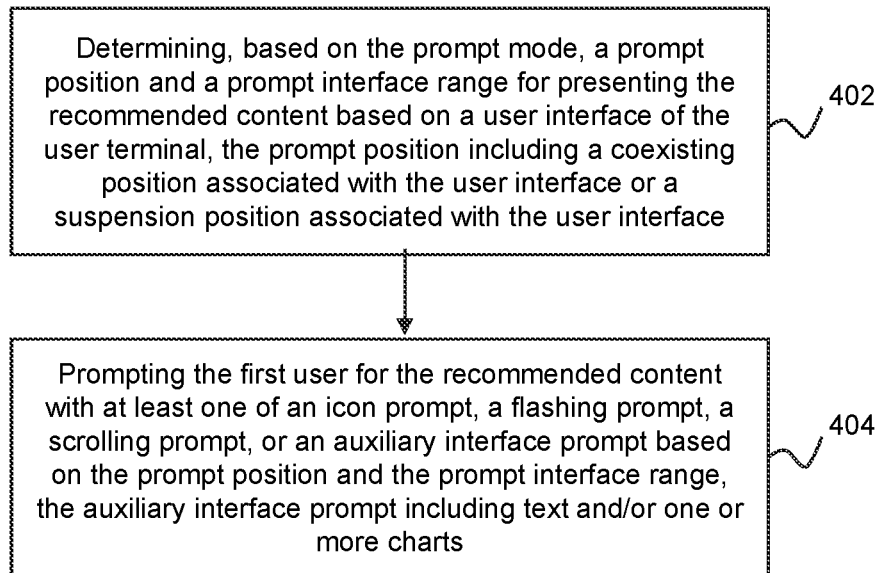 Determining, based on the prompt mode, a prompt
position and a prompt interface range for presenting the
recommended content based on a user interface of the
user terminal, the prompt position including a coexisting
position associated with the user interface or a
suspension position associated with the user interface
402
Prompting the first user for the recommended content
with at least one of an icon prompt, a flashing prompt, a
scrolling prompt, or an auxiliary interface prompt based
on the prompt position and the prompt interface range,
the auxiliary interface prompt including text and/or one or
more charts
404